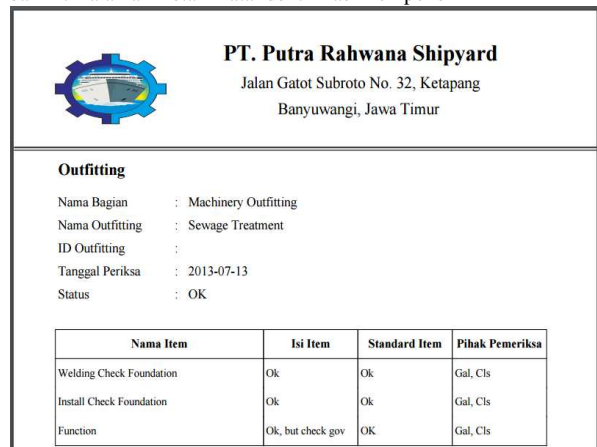 PT. Putra Rahwana Shipyard
Jalan Gatot Subroto No. 32, Ketapang
Banyuwangi, Jawa Timur
Outfitting
Nama Bagian : Machinery Outfitting
Nama Outfitting : Sewage Treatment
ID Outfitting :
Tanggal Periksa : 2013-07-13
Status : OK
Nama Item Isi Item Standard Item Pihak Pemeriksa
Welding Check Foundation Ok Ok Gal, Cls
Install Check Foundation Ok Ok Gal, Cls
Function Ok, but check gov OK Gal, Cls